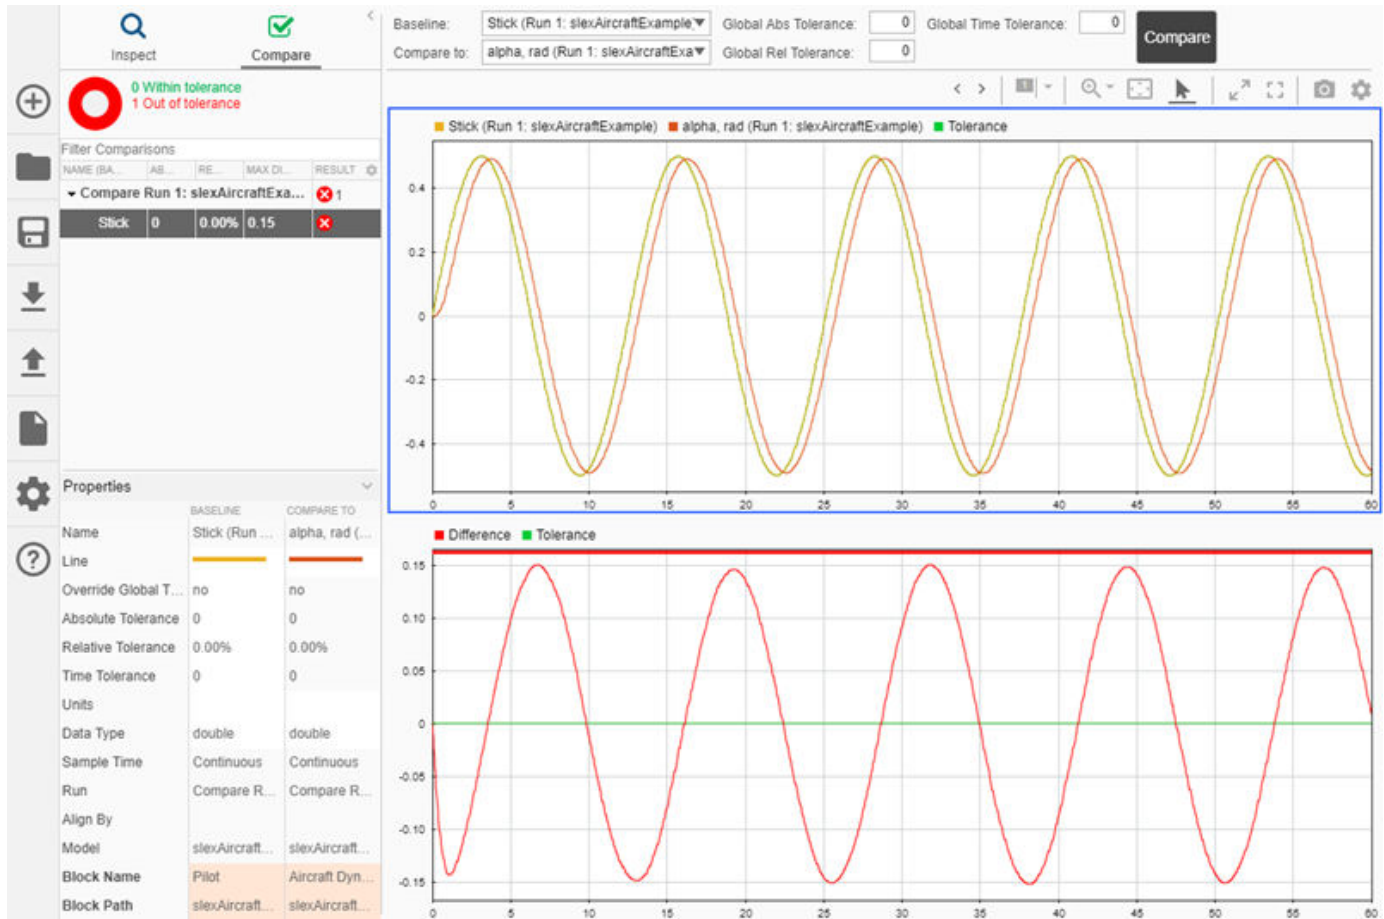 Inspect
Compare
0 Within tolerance
1 Out of tolerance
Filter Comparisons
NAME (BA... AB... RE... MAX DI... RESULT
Compare Run 1: slexAircraftExa... 1
Stick 0 0.00% 0.15
Properties
BASELINE COMPARE TO
Name Stick (Run ... alpha, rad (...
Line
Override Global T... no no
Absolute Tolerance 0 0
Relative Tolerance 0.00% 0.00%
Time Tolerance 0 0
Units
Data Type double double
Sample Time Continuous Continuous
Run Compare R... Compare R...
Align By
Model slexAircraft... slexAircraft...
Block Name Pilot Aircraft Dyn...
Block Path slexAircraft... slexAircraft...
Baseline: Stick (Run 1: slexAircraftExample) Global Abs Tolerance: 0 Global Time Tolerance: 0
Compare to: alpha, rad (Run 1: slexAircraftExa Global Rel Tolerance: 0
Compare
1
Stick (Run 1: slexAircraftExample) alpha, rad (Run 1: slexAircraftExample) Tolerance
0.4
0.2
0
-0.2
-0.4
0 5 10 15 20 25 30 35 40 45 50 55 60
Difference Tolerance
0.15
0.10
0.05
0
-0.05
-0.10
-0.15
0 5 10 15 20 25 30 35 40 45 50 55 60